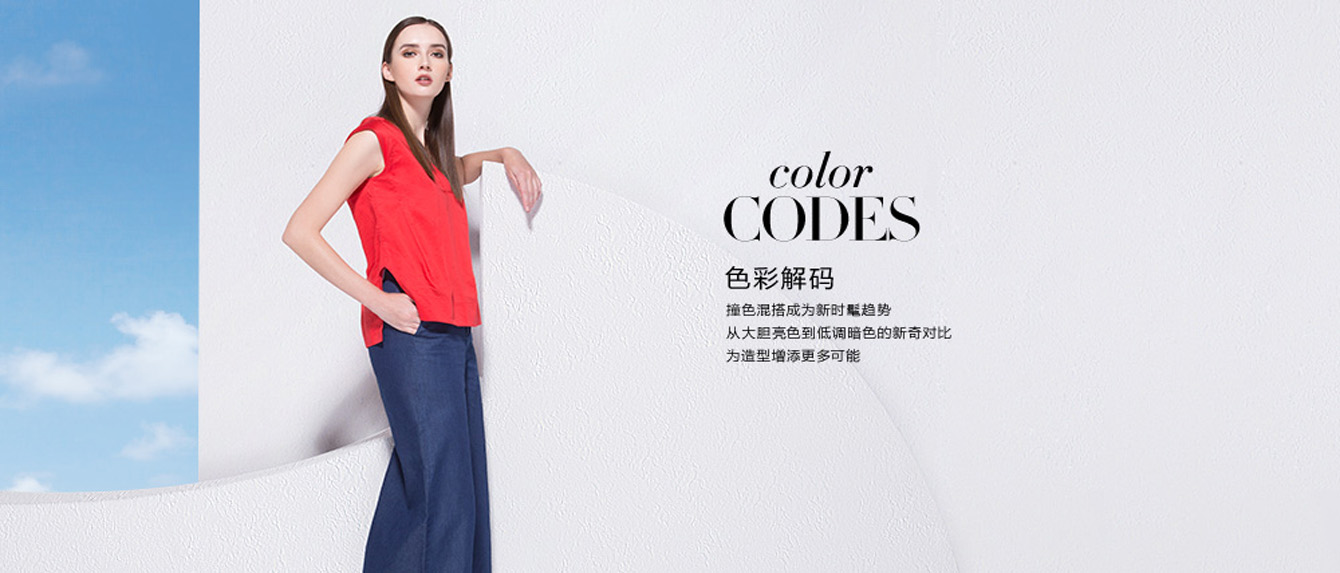 color
CODES
色彩解码
撞色混搭成为新时髦趋势
从大胆亮色到低调暗色的新奇对比
为造型增添更多可能